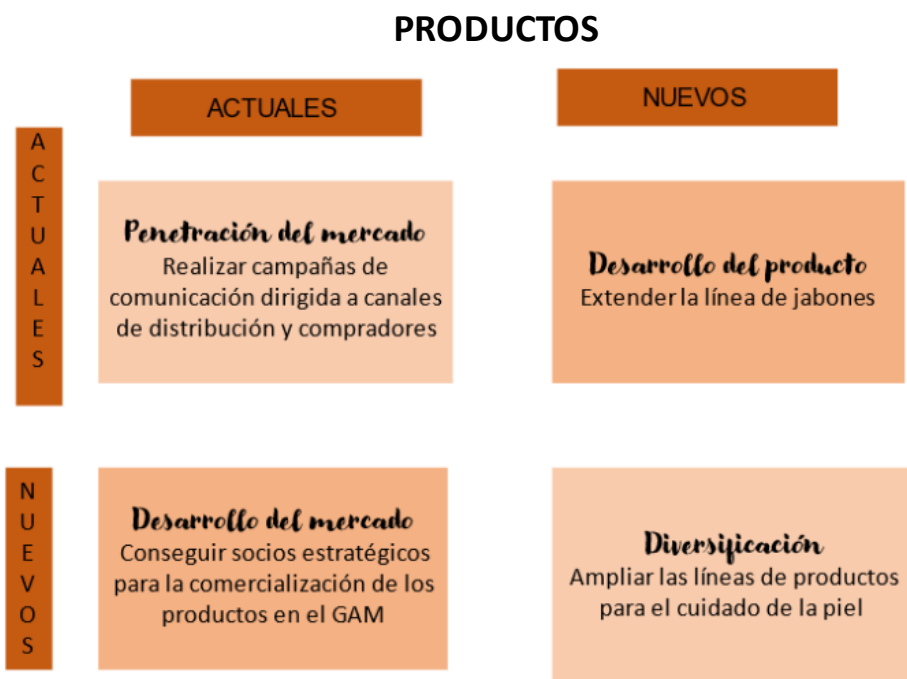 PRODUCTOS
ACTUALES
NUEVOS
ACTUALES
Penetración del mercado
Realizar campañas de
comunicación dirigida a canales
de distribución y compradores
Desarrollo del producto
Extender la línea de jabones
NUEVOS
Desarrollo del mercado
Conseguir socios estratégicos
para la comercialización de los
productos en el GAM
Diversificación
Ampliar las líneas de productos
para el cuidado de la piel